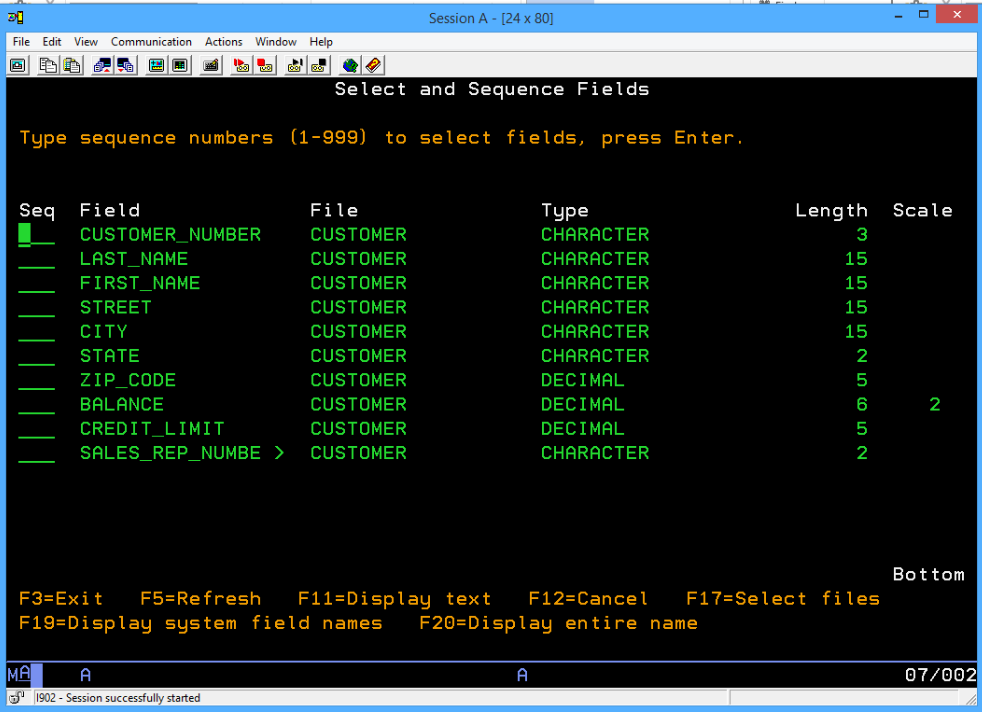 Session A - [24 x 80]
File Edit View Communication Actions Window Help
Select and Sequence Fields
Type sequence numbers (1-999) to select fields, press Enter.
Seq Field File Type Length Scale
CUSTOMER_NUMBER CUSTOMER CHARACTER 3
LAST_NAME CUSTOMER CHARACTER 15
FIRST_NAME CUSTOMER CHARACTER 15
STREET CUSTOMER CHARACTER 15
CITY CUSTOMER CHARACTER 15
STATE CUSTOMER CHARACTER 2
ZIP_CODE CUSTOMER DECIMAL 5
BALANCE CUSTOMER DECIMAL 6 2
CREDIT_LIMIT CUSTOMER DECIMAL 5
SALES_REP_NUMBE > CUSTOMER CHARACTER 2
Bottom
F3=Exit F5=Refresh F11=Display text F12=Cancel F17=Select files
F19=Display system field names F20=Display entire name
MA A A 07/002
I902 - Session successfully started